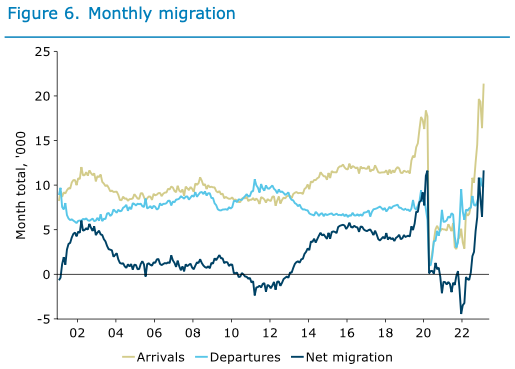 Figure 6. Monthly migration
Month total, '000
25
20
15
10
5
0
-5
02 04 06 08 10 12 14 16 18 20 22
Arrivals Departures Net migration